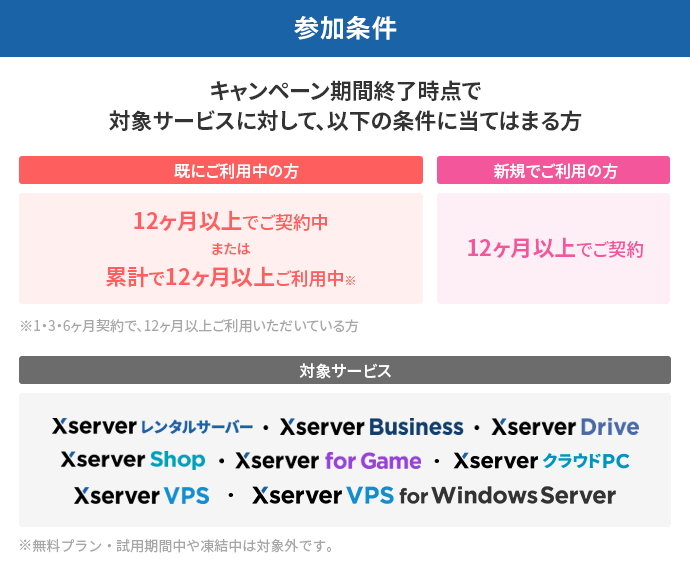 参加条件
キャンペーン期間終了時点で
対象サービスに対して、以下の条件に当てはまる方
既にご利用中の方
12ヶ月以上でご契約中
または
累計で12ヶ月以上ご利用中※
新規でご利用の方
12ヶ月以上でご契約
※1・3・6ヶ月契約で、12ヶ月以上ご利用いただいている方
対象サービス
Xserver レンタルサーバー ・ Xserver Business ・ Xserver Drive
Xserver Shop ・ Xserver for Game ・ Xserver クラウドPC
Xserver VPS ・ Xserver VPS for Windows Server
※無料プラン・試用期間中や凍結中は対象外です。